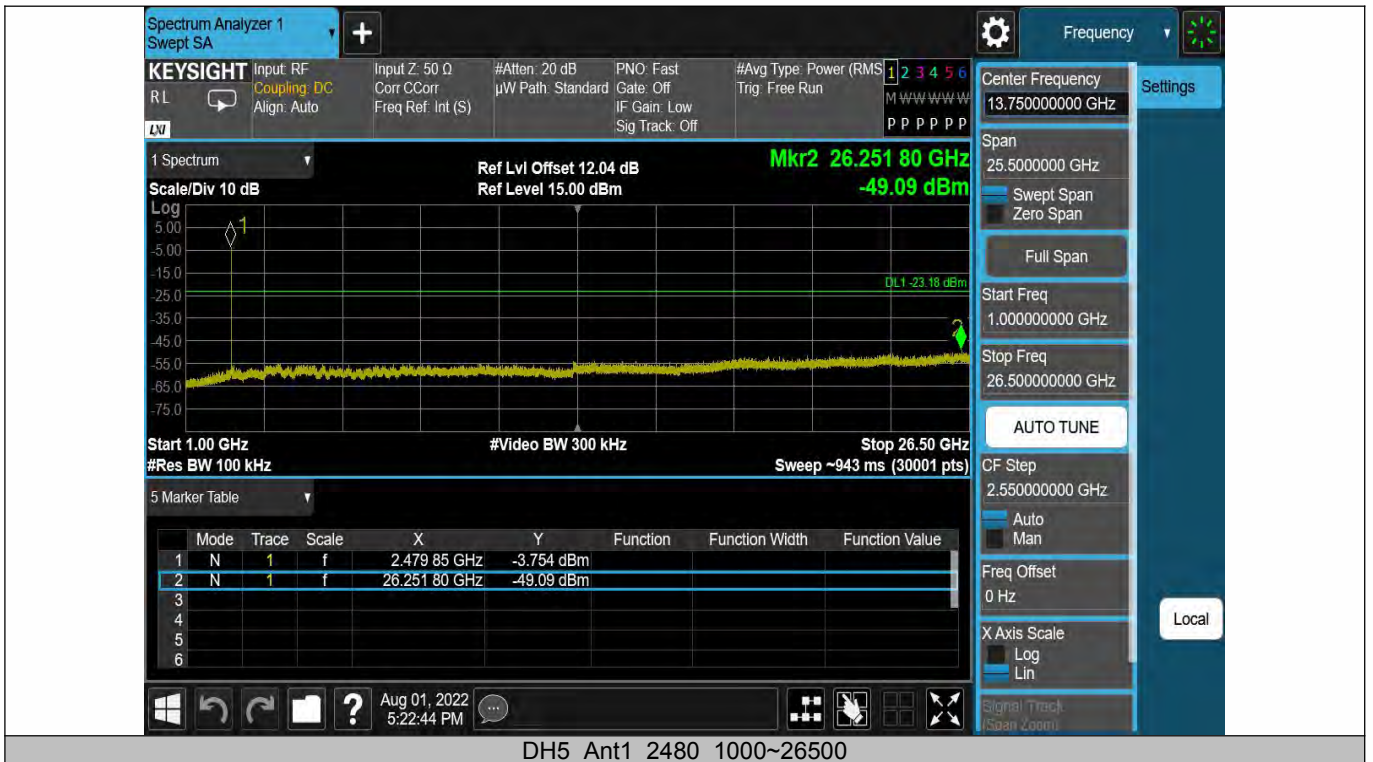 Spectrum Analyzer 1
Swept SA
+
Frequency
KEYSIGHT
R L
LXI
Input: RF
Coupling: DC
Align: Auto
Input Z: 50 Ω
Corr CCorr
Freq Ref: Int (S)
#Atten: 20 dB
µW Path: Standard
PNO: Fast
Gate: Off
IF Gain: Low
Sig Track: Off
#Avg Type: Power (RMS
Trig: Free Run
1 2 3 4 5 6
M W W W W W
P P P P P P
1 Spectrum
Scale/Div 10 dB
Ref Lvl Offset 12.04 dB
Ref Level 15.00 dBm
Mkr2 26.251 80 GHz
-49.09 dBm
Log
5.00
-5.00
-15.0
-25.0
-35.0
-45.0
-55.0
-65.0
-75.0
1
DL1 -23.18 dBm
2
Start 1.00 GHz
#Video BW 300 kHz
Stop 26.50 GHz
#Res BW 100 kHz
Sweep ~943 ms (30001 pts)
5 Marker Table
Mode Trace Scale X Y Function Function Width Function Value
1 N 1 f 2.479 85 GHz -3.754 dBm
2 N 1 f 26.251 80 GHz -49.09 dBm
3
4
5
6
Aug 01, 2022
5:22:44 PM
Center Frequency
13.750000000 GHz
Settings
Span
25.5000000 GHz
Swept Span
Zero Span
Full Span
Start Freq
1.000000000 GHz
Stop Freq
26.500000000 GHz
AUTO TUNE
CF Step
2.550000000 GHz
Auto
Man
Freq Offset
0 Hz
X Axis Scale
Log
Lin
Local
Signal Track
(Span Zoom)
DH5_Ant1_2480_1000~26500